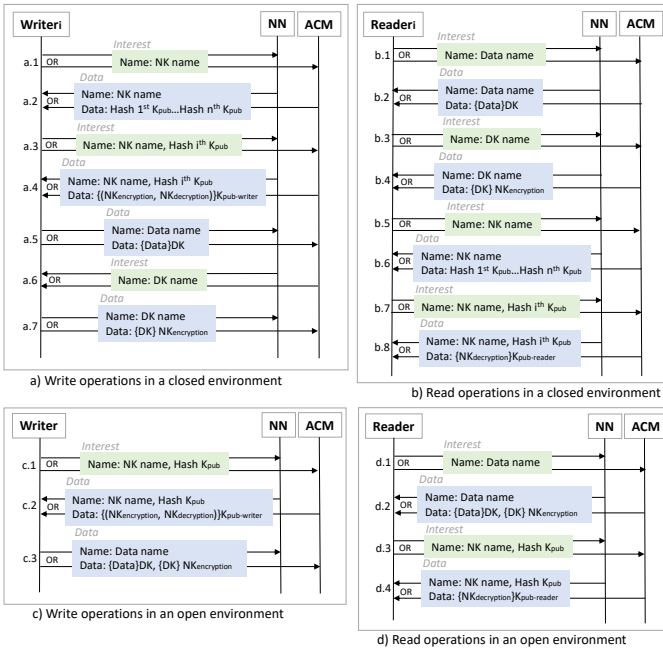 Writeri NN ACM
Interest
a.1 OR Name: NK name
Data
a.2 OR Name: NK name
Data: Hash 1st Kpub...Hash nth Kpub
Interest
a.3 OR Name: NK name, Hash ith Kpub
Data
a.4 OR Name: NK name, Hash ith Kpub
Data: {(NKencryption, NKdecryption)}Kpub-writer
Data
a.5 OR Name: Data name
Data: {Data}DK
Interest
a.6 OR Name: DK name
Data
a.7 OR Name: DK name
Data: {DK} NKencryption
a) Write operations in a closed environment
Readeri NN ACM
Interest
b.1 OR Name: Data name
Data
b.2 OR Name: Data name
Data: {Data}DK
Interest
b.3 OR Name: DK name
Data
b.4 OR Name: DK name
Data: {DK} NKencryption
Interest
b.5 OR Name: NK name
Data
b.6 OR Name: NK name
Data: Hash 1st Kpub...Hash nth Kpub
Interest
b.7 OR Name: NK name, Hash ith Kpub
Data
b.8 OR Name: NK name, Hash ith Kpub
Data: {NKdecryption}Kpub-reader
b) Read operations in a closed environment
Writer NN ACM
Interest
c.1 OR Name: NK name, Hash Kpub
Data
c.2 OR Name: NK name, Hash Kpub
Data: {(NKencryption, NKdecryption)}Kpub-writer
Data
c.3 OR Name: Data name
Data: {Data}DK, {DK} NKencryption
c) Write operations in an open environment
Reader NN ACM
Interest
d.1 OR Name: Data name
Data
d.2 OR Name: Data name
Data: {Data}DK, {DK} NKencryption
Interest
d.3 OR Name: NK name, Hash Kpub
Data
d.4 OR Name: NK name, Hash Kpub
Data: {NKdecryption}Kpub-reader
d) Read operations in an open environment